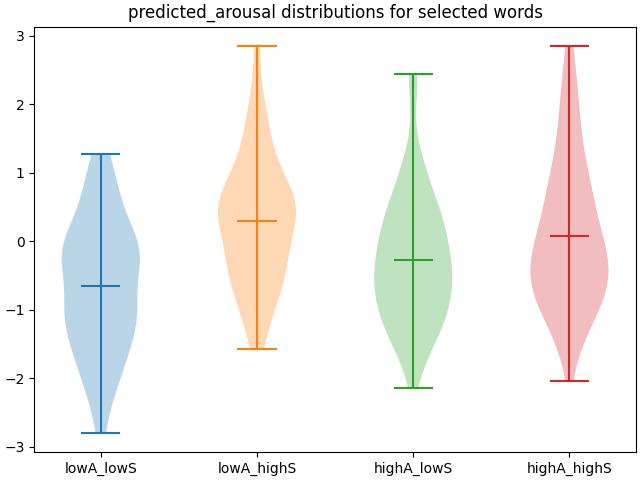 predicted_arousal distributions for selected words
3
2
1
0
−1
−2
−3
lowA_lowS
lowA_highS
highA_lowS
highA_highS